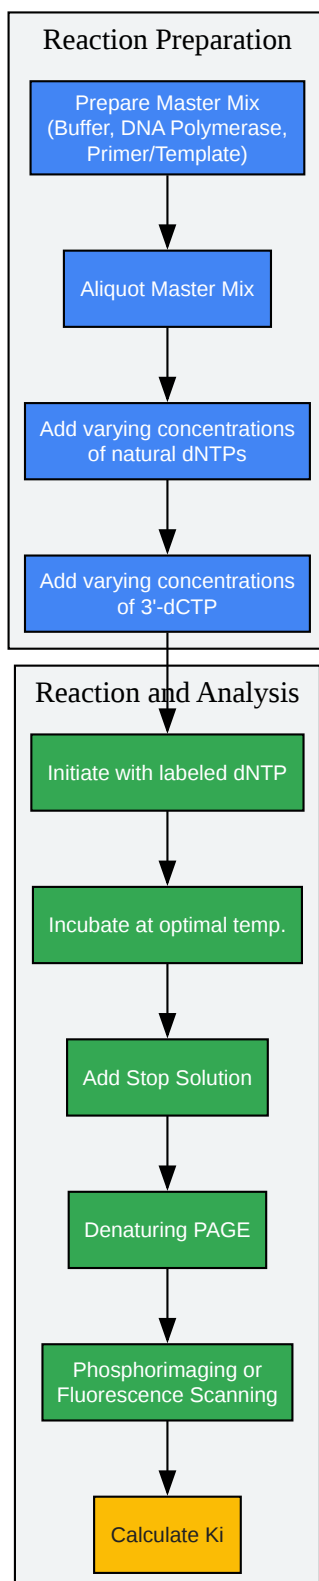 Reaction Preparation
Prepare Master Mix
(Buffer, DNA Polymerase,
Primer/Template)
Aliquot Master Mix
Add varying concentrations
of natural dNTPs
Add varying concentrations
of 3'-dCTP
Reaction and Analysis
Initiate with labeled dNTP
Incubate at optimal temp.
Add Stop Solution
Denaturing PAGE
Phosphorimaging or
Fluorescence Scanning
Calculate Ki